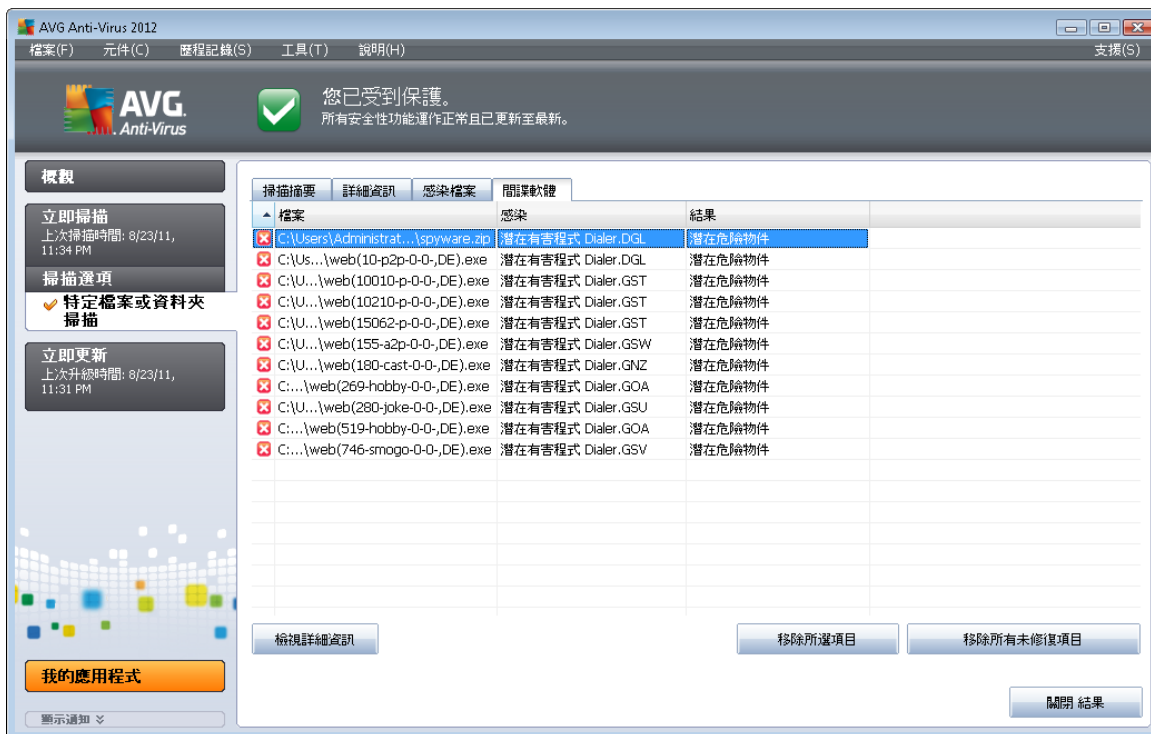 AVG Anti-Virus 2012
檔案(F) 元件(C) 歷程記錄(S) 工具(T) 說明(H) 支援(S)
AVG.
Anti-Virus
您已受到保護。
所有安全性功能運作正常且已更新至最新。
概觀
立即掃描
上次掃描時間: 8/23/11,
11:34 PM
掃描選項
特定檔案或資料夾
掃描
立即更新
上次升級時間: 8/23/11,
11:31 PM
我的應用程式
顯示通知
掃描摘要 詳細資訊 感染檔案 間諜軟體
檔案 感染 結果
C:\Users\Administrat...\spyware.zip 潛在有害程式 Dialer.DGL 潛在危險物件
C:\Us...\web(10-p2p-0-0-,DE).exe 潛在有害程式 Dialer.DGL 潛在危險物件
C:\U...\web(10010-p-0-0-,DE).exe 潛在有害程式 Dialer.GST 潛在危險物件
C:\U...\web(10210-p-0-0-,DE).exe 潛在有害程式 Dialer.GST 潛在危險物件
C:\U...\web(15062-p-0-0-,DE).exe 潛在有害程式 Dialer.GST 潛在危險物件
C:\U...\web(155-a2p-0-0-,DE).exe 潛在有害程式 Dialer.GSW 潛在危險物件
C:\U...\web(180-cast-0-0-,DE).exe 潛在有害程式 Dialer.GNZ 潛在危險物件
C:...\web(269-hobby-0-0-,DE).exe 潛在有害程式 Dialer.GOA 潛在危險物件
C:\U...\web(280-joke-0-0-,DE).exe 潛在有害程式 Dialer.GSU 潛在危險物件
C:...\web(519-hobby-0-0-,DE).exe 潛在有害程式 Dialer.GOA 潛在危險物件
C:...\web(746-smogo-0-0-,DE).exe 潛在有害程式 Dialer.GSV 潛在危險物件
檢視詳細資訊 移除所選項目 移除所有未修復項目
關閉 結果